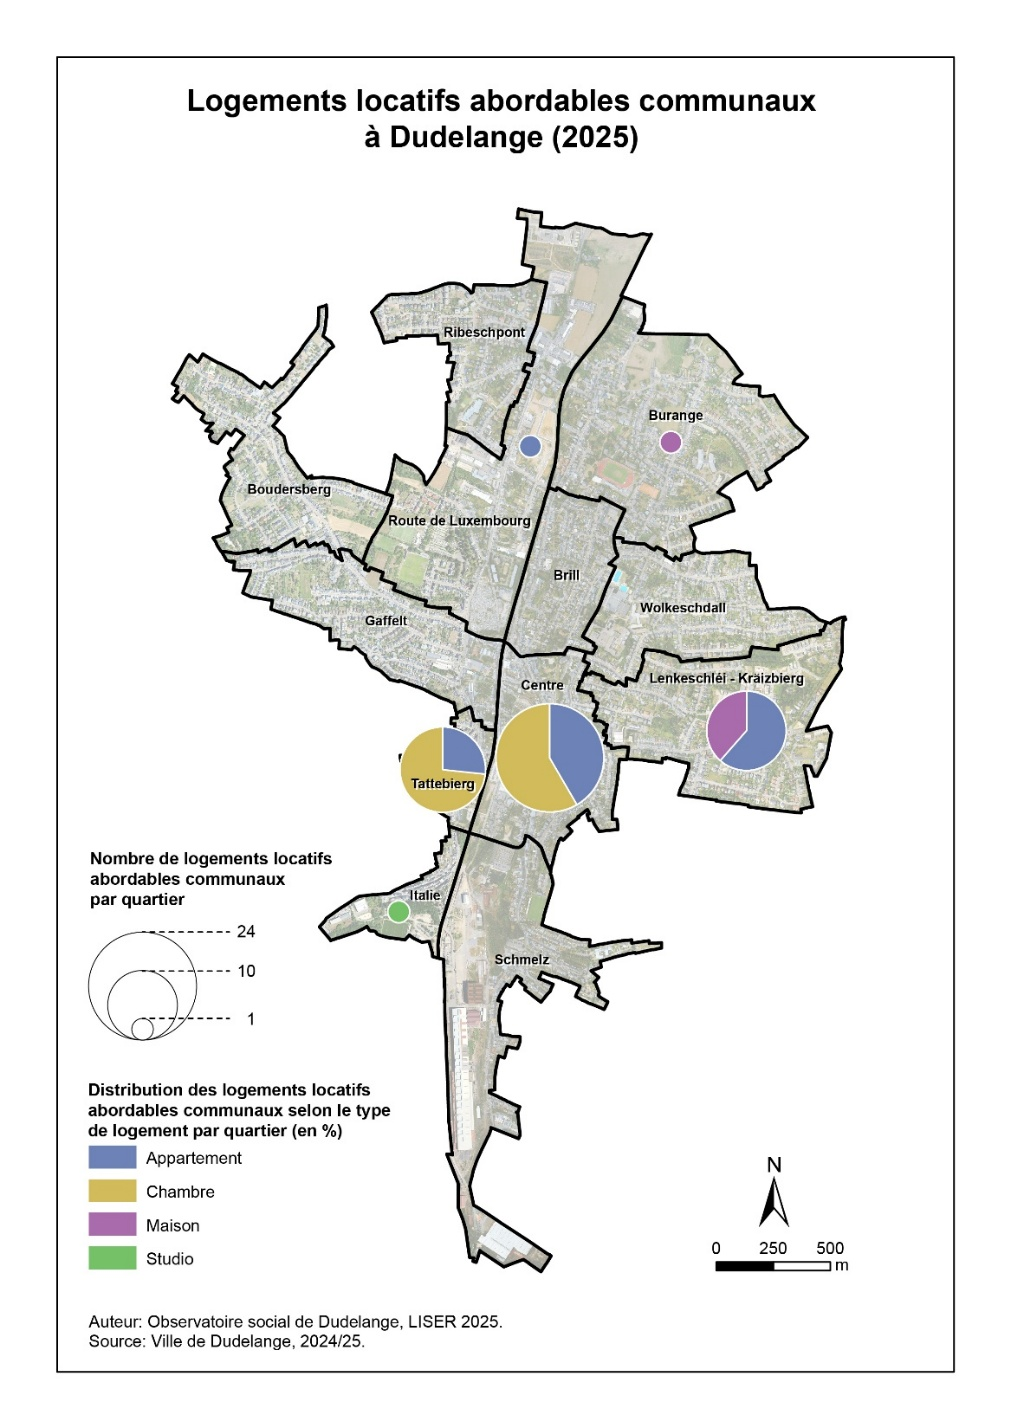 Logements locatifs abordables communaux
à Dudelange (2025)
Ribeschpont
Burange
Boudersberg
Route de Luxembourg
Brill
Wolkeschdall
Gaffelt
Lenkeschléi - Kräizbierg
Centre
Tattebierg
Italie
Schmelz
Nombre de logements locatifs
abordables communaux
par quartier
24
10
1
Distribution des logements locatifs
abordables communaux selon le type
de logement par quartier (en %)
Appartement
Chambre
Maison
Studio
N
0 250 500
m
Auteur: Observatoire social de Dudelange, LISER 2025.
Source: Ville de Dudelange, 2024/25.